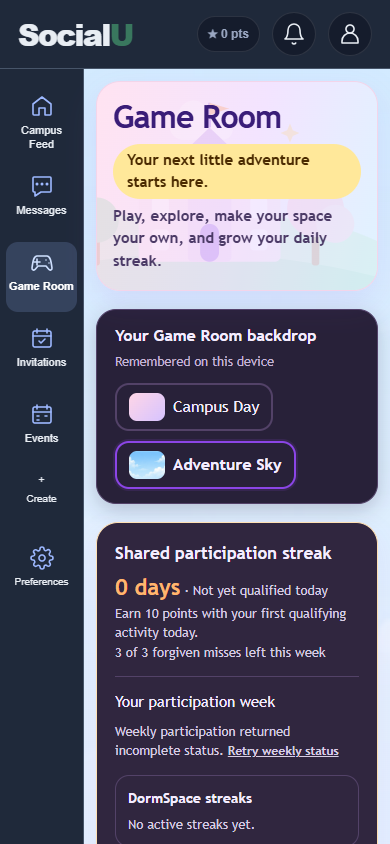 SocialU
★ 0 pts
Campus
Feed
Messages
Game Room
Invitations
Events
+
Create
Preferences
Game Room
Your next little adventure
starts here.
Play, explore, make your space
your own, and grow your daily
streak.
Your Game Room backdrop
Remembered on this device
Campus Day
Adventure Sky
Shared participation streak
0 days · Not yet qualified today
Earn 10 points with your first qualifying
activity today.
3 of 3 forgiven misses left this week
Your participation week
Weekly participation returned
incomplete status. Retry weekly status
DormSpace streaks
No active streaks yet.